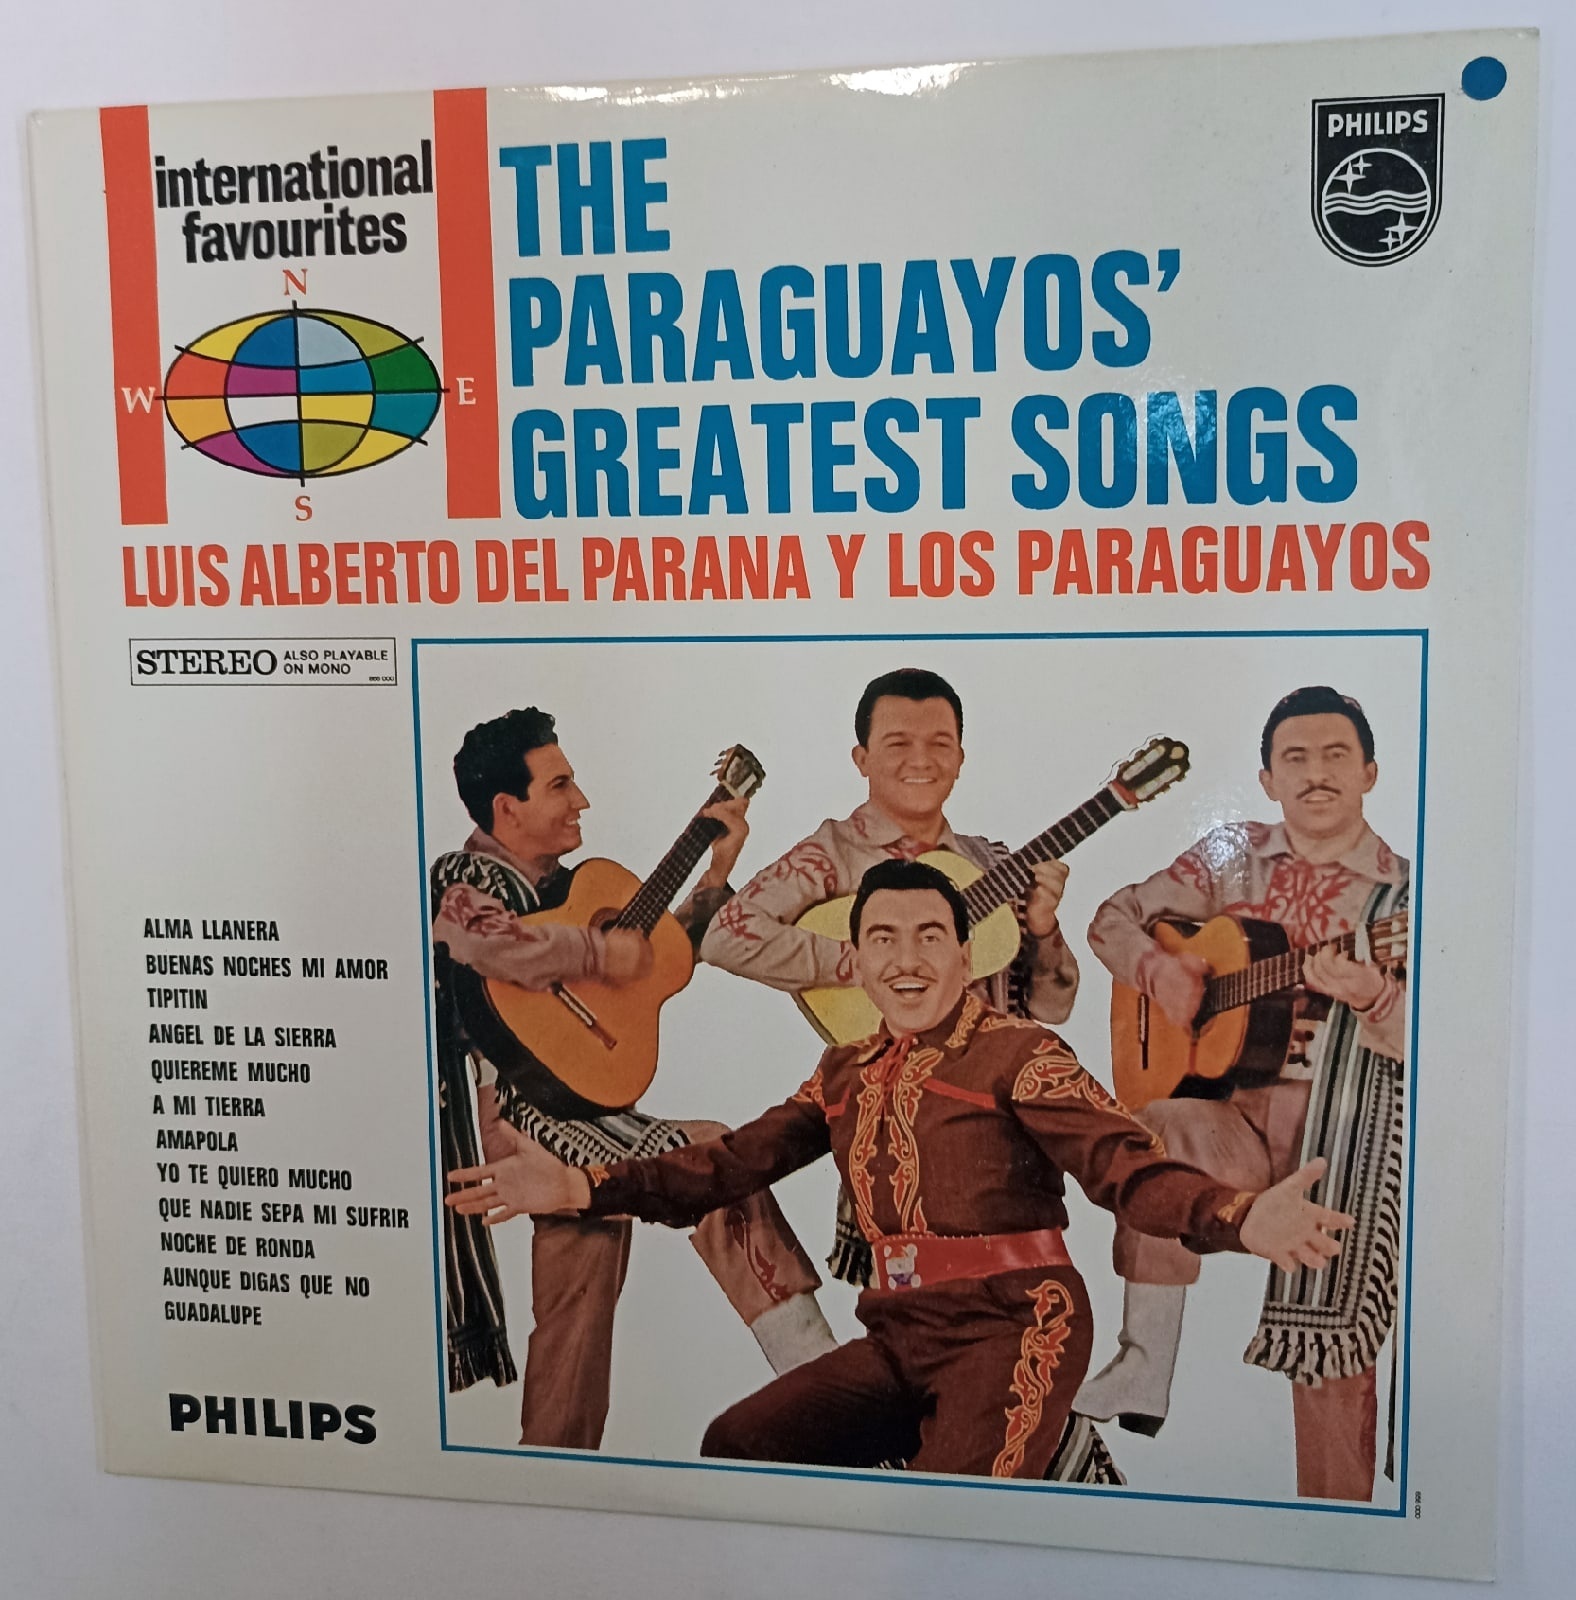 international
favourites
N
W
E
S
THE
PARAGUAYOS'
GREATEST SONGS
PHILIPS
LUIS ALBERTO DEL PARANA Y LOS PARAGUAYOS
STEREO ALSO PLAYABLE
ON MONO
ALMA LLANERA
BUENAS NOCHES MI AMOR
TIPITIN
ANGEL DE LA SIERRA
QUIEREME MUCHO
A MI TIERRA
AMAPOLA
YO TE QUIERO MUCHO
QUE NADIE SEPA MI SUFRIR
NOCHE DE RONDA
AUNQUE DIGAS QUE NO
GUADALUPE
PHILIPS